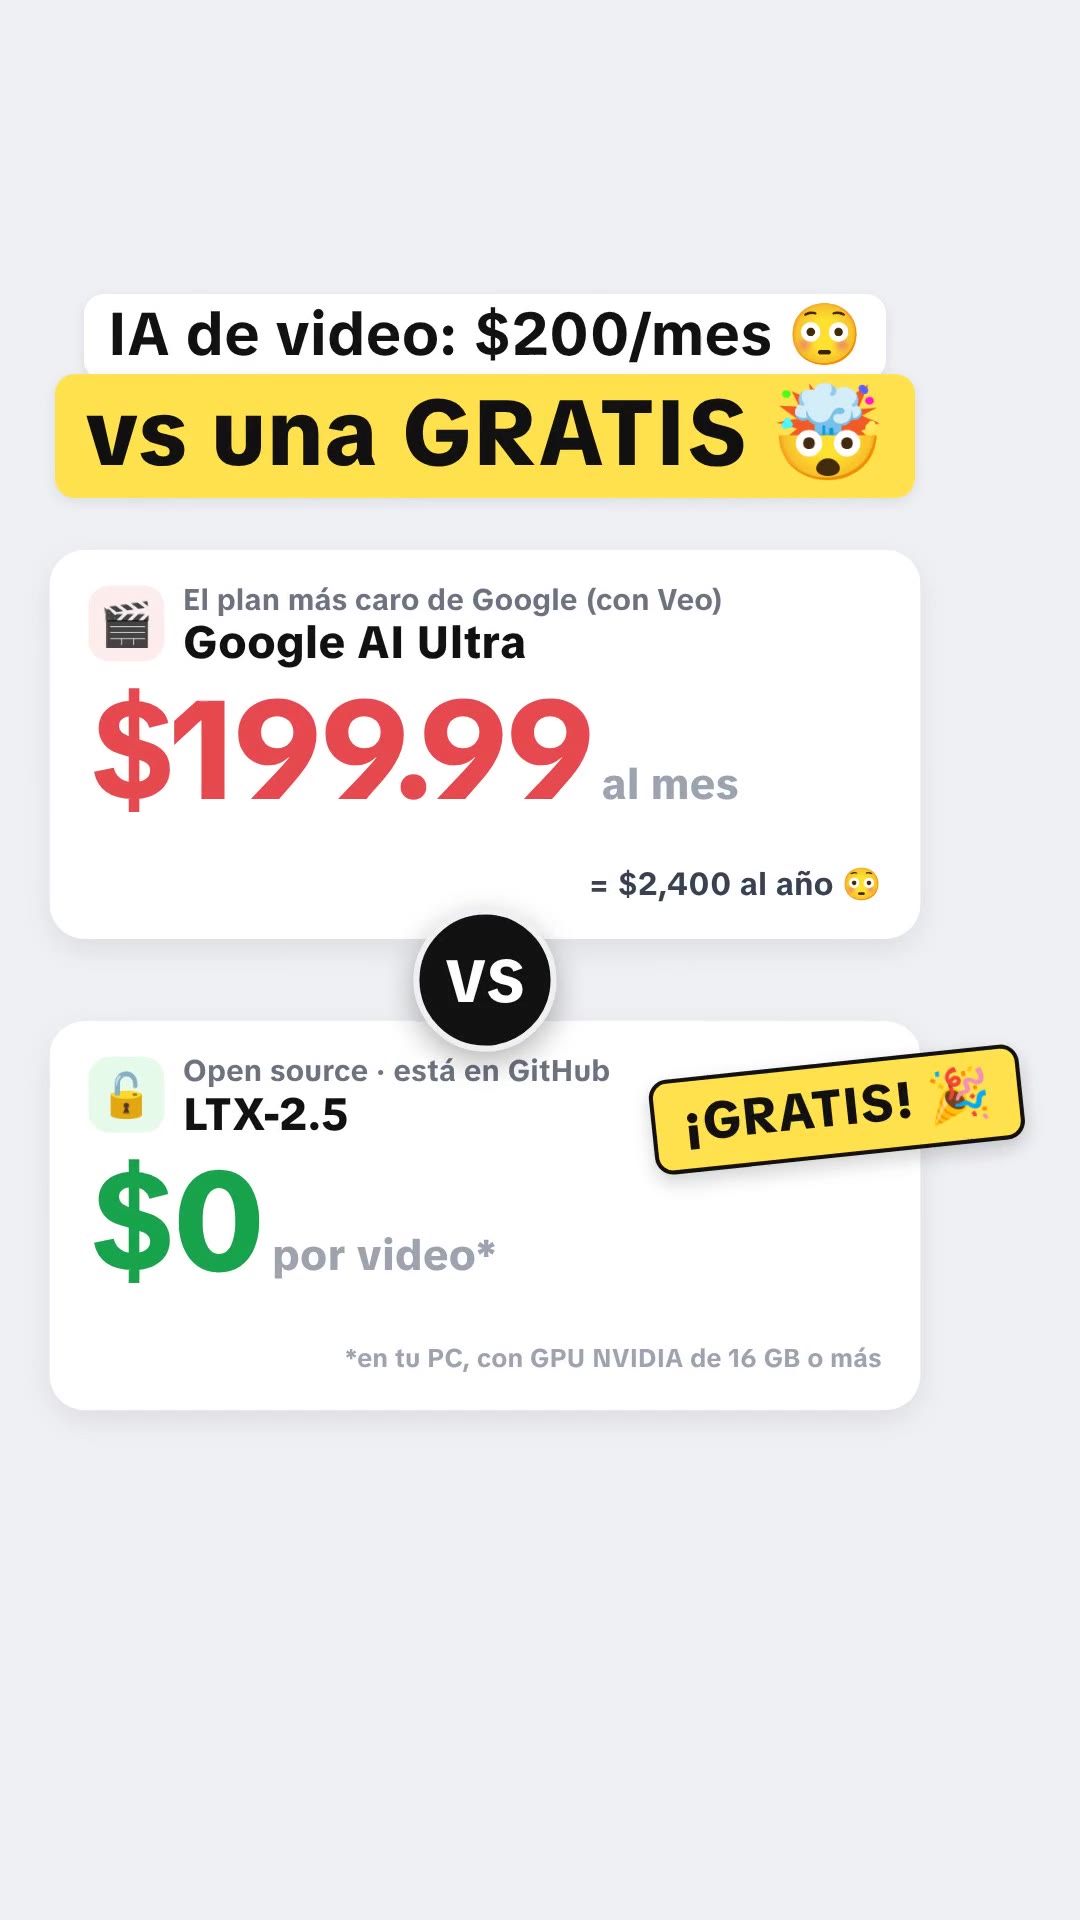 IA de video: $200/mes 😳
vs una GRATIS 🤯
El plan más caro de Google (con Veo)
Google AI Ultra
$199.99 al mes
= $2,400 al año 😳
VS
Open source · está en GitHub
LTX-2.5
¡GRATIS! 🎉
$0 por video*
*en tu PC, con GPU NVIDIA de 16 GB o más